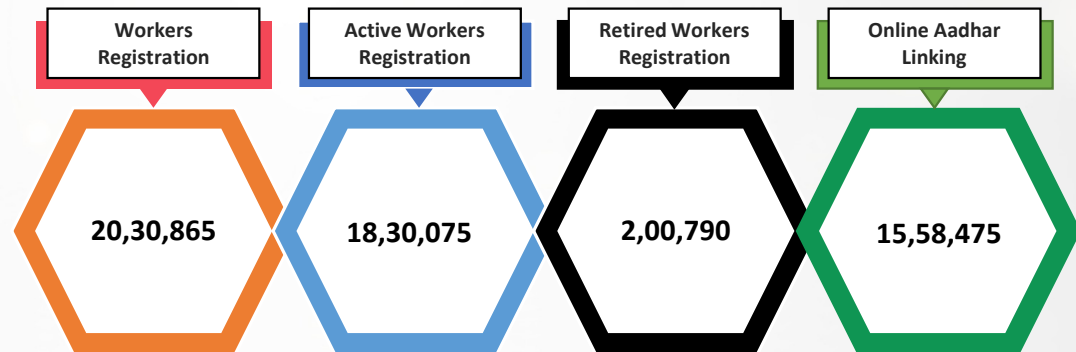 Workers
Registration
Active Workers
Registration
Retired Workers
Registration
Online Aadhar
Linking
20,30,865
18,30,075
2,00,790
15,58,475